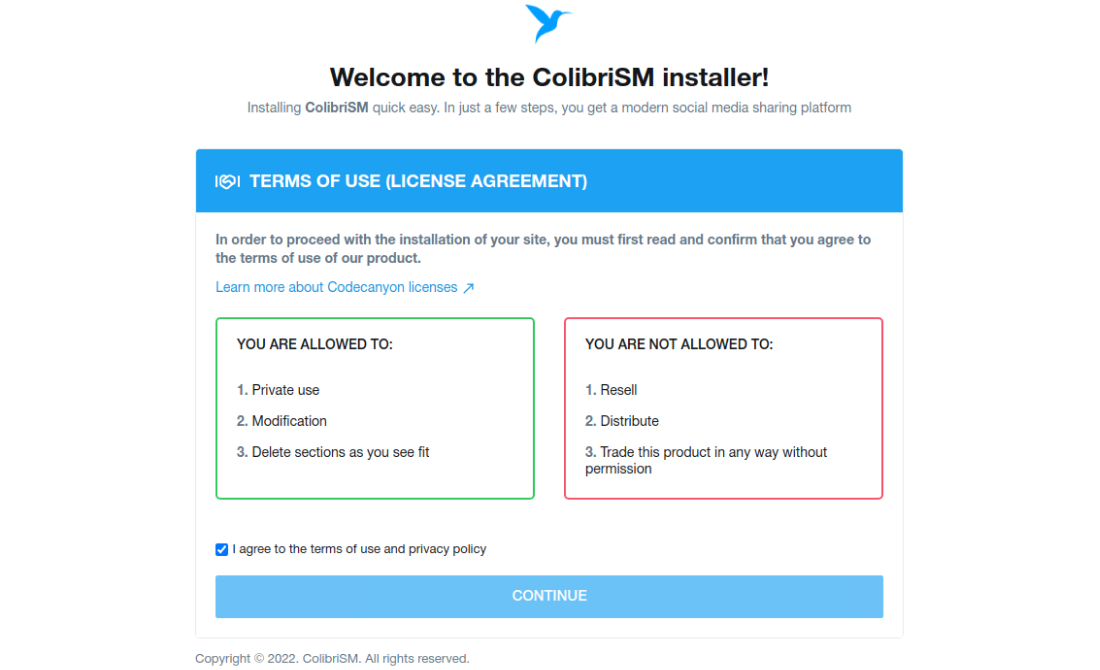 Welcome to the ColibriSM installer!
Installing ColibriSM quick easy. In just a few steps, you get a modern social media sharing platform
TERMS OF USE (LICENSE AGREEMENT)
In order to proceed with the installation of your site, you must first read and confirm that you agree to
the terms of use of our product.
Learn more about Codecanyon licenses ↗
YOU ARE ALLOWED TO:
1. Private use
2. Modification
3. Delete sections as you see fit
YOU ARE NOT ALLOWED TO:
1. Resell
2. Distribute
3. Trade this product in any way without
permission
I agree to the terms of use and privacy policy
CONTINUE
Copyright © 2022. ColibriSM. All rights reserved.